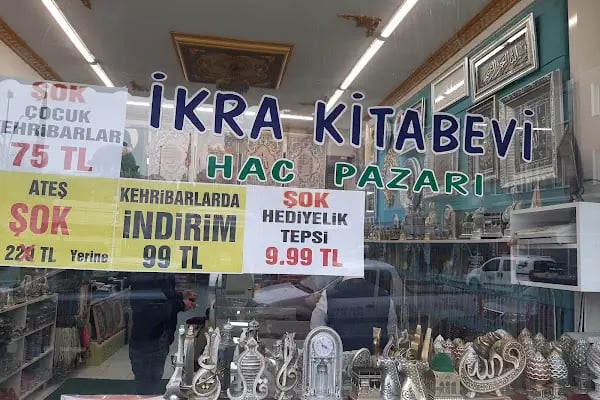 İKRA KİTABEVİ
HAC PAZARI
ŞOK
ÇOCUK
KEHRİBARLAR
75 TL
ATEŞ
ŞOK
220 TL Yerine
KEHRİBARLARDA
İNDİRİM
99 TL
ŞOK
HEDİYELİK
TEPSİ
9.99 TL